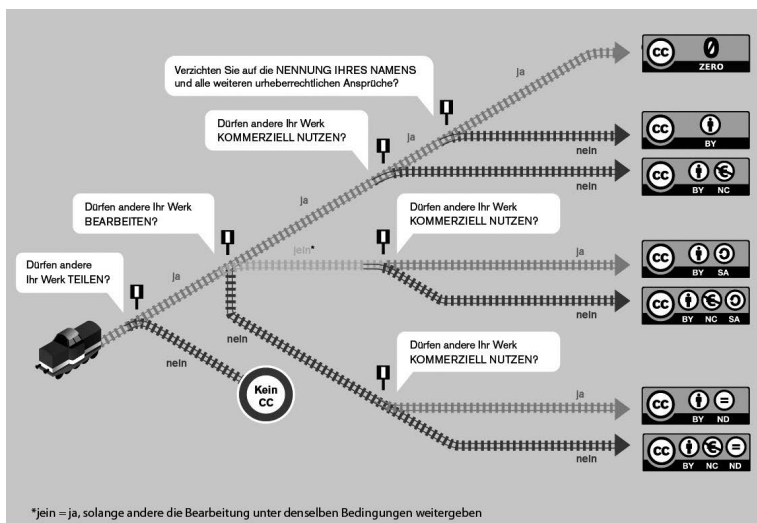 Verzichten Sie auf die NENNUNG IHRES NAMENS
und alle weiteren urheberrechtlichen Ansprüche?
ja
cc 0
ZERO
Dürfen andere Ihr Werk
KOMMERZIELL NUTZEN?
ja
nein
cc
BY
nein
cc
BY NC
Dürfen andere Ihr Werk
BEARBEITEN?
ja
jein*
Dürfen andere Ihr Werk
KOMMERZIELL NUTZEN?
ja
cc
BY SA
nein
cc
BY NC SA
Dürfen andere
Ihr Werk TEILEN?
ja
nein
Kein
CC
nein
Dürfen andere Ihr Werk
KOMMERZIELL NUTZEN?
ja
cc
BY ND
nein
cc
BY NC ND
*jein = ja, solange andere die Bearbeitung unter denselben Bedingungen weitergeben